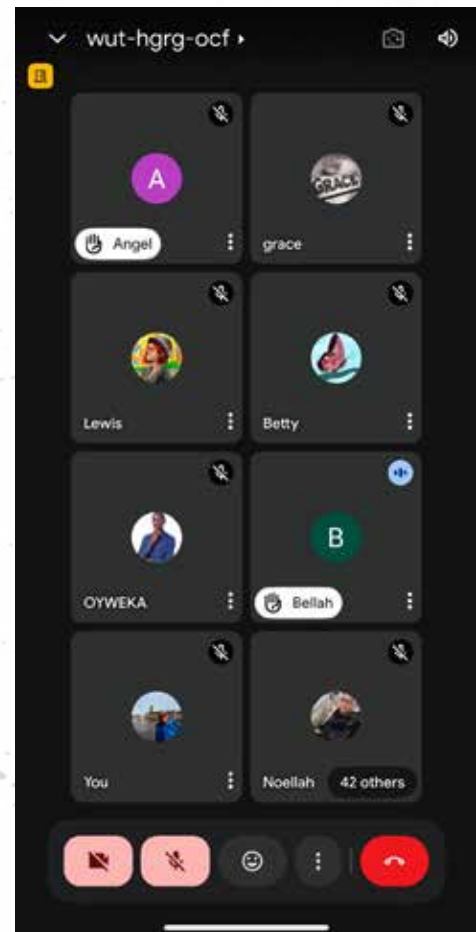 wut-hgrg-ocf
A
GRACE
Angel
grace
Lewis
Betty
B
OYWEKA
Bellah
You
Noellah
42 others